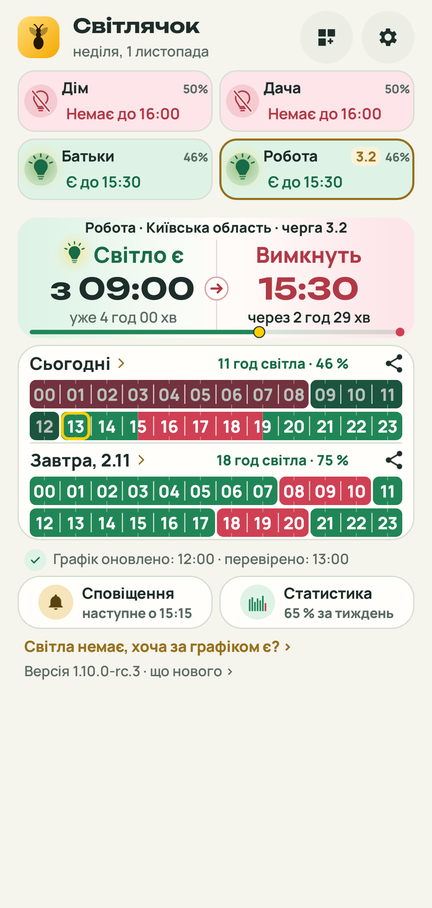 Світлячок
неділя, 1 листопада
Дім 50%
Немає до 16:00
Дача 50%
Немає до 16:00
Батьки 46%
Є до 15:30
Робота 3.2 46%
Є до 15:30
Робота · Київська область · черга 3.2
Світло є
з 09:00
уже 4 год 00 хв
Вимкнуть
15:30
через 2 год 29 хв
Сьогодні > 11 год світла · 46 %
00 01 02 03 04 05 06 07 08 09 10 11
12 13 14 15 16 17 18 19 20 21 22 23
Завтра, 2.11 > 18 год світла · 75 %
00 01 02 03 04 05 06 07 08 09 10 11
12 13 14 15 16 17 18 19 20 21 22 23
Графік оновлено: 12:00 · перевірено: 13:00
Сповіщення
наступне о 15:15
Статистика
65 % за тиждень
Світла немає, хоча за графіком є? >
Версія 1.10.0-rc.3 · що нового >